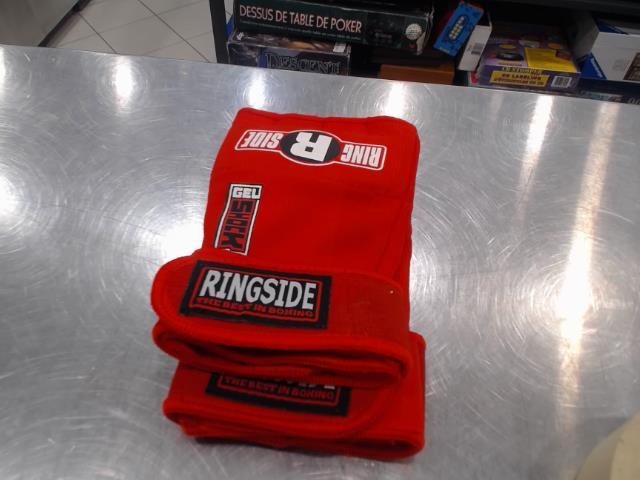 DESSUS DE TABLE DE POKER
DESCENT
RING R SIDE
GEL
SHOCK
RINGSIDE
THE BEST IN BOXING
THE BEST IN BOXING